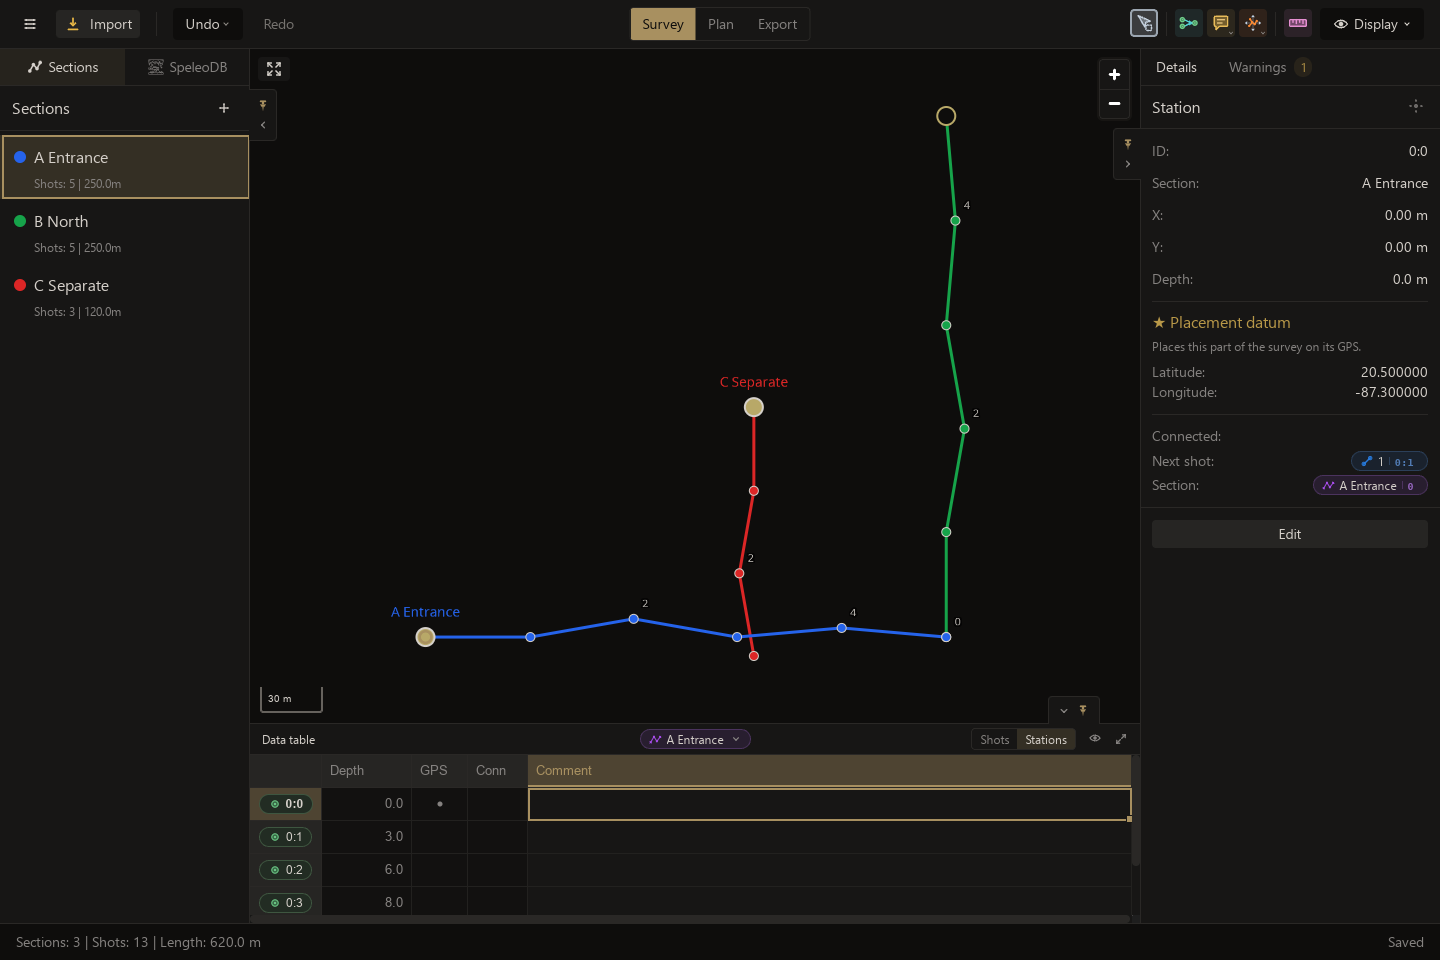 Import
Undo
Redo
Survey
Plan
Export
Display
Sections
SpeleoDB
Sections
A Entrance
Shots: 5 | 250.0m
B North
Shots: 5 | 250.0m
C Separate
Shots: 3 | 120.0m
4
2
C Separate
2
A Entrance
2
4
0
30 m
Details
Warnings 1
Station
ID: 0:0
Section: A Entrance
X: 0.00 m
Y: 0.00 m
Depth: 0.0 m
★ Placement datum
Places this part of the survey on its GPS.
Latitude: 20.500000
Longitude: -87.300000
Connected:
Next shot: 1 | 0:1
Section: A Entrance | 0
Edit
Data table
A Entrance
Shots
Stations
Depth GPS Conn Comment
0:0 0.0 •
0:1 3.0
0:2 6.0
0:3 8.0
Sections: 3 | Shots: 13 | Length: 620.0 m
Saved